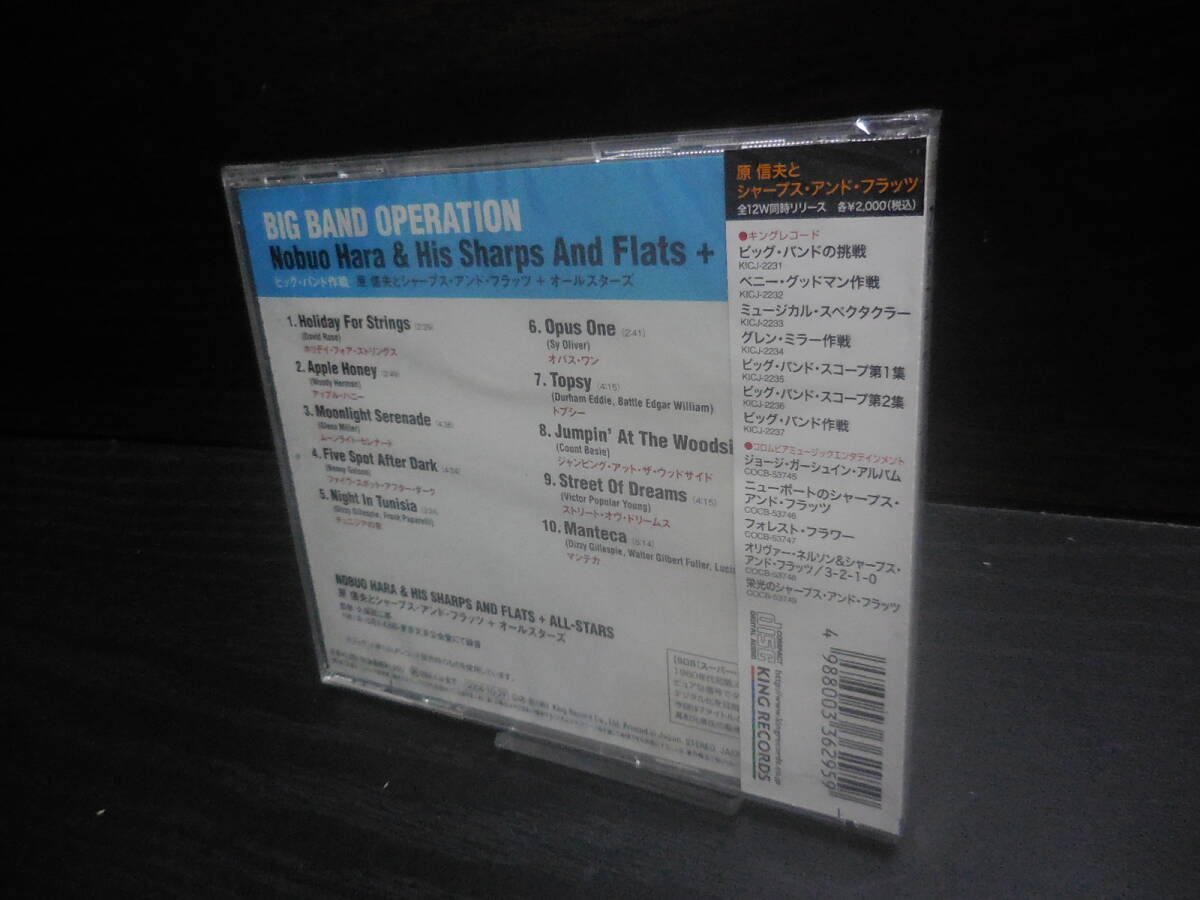 BIG BAND OPERATION
Nobuo Hara & His Sharps And Flats +
ビッグ・バンド作戦 原 信夫とシャープス・アンド・フラッツ + オールスターズ
1. Holiday For Strings (2:29)
(David Rose)
ホリデイ・フォア・ストリングス
2. Apple Honey
(Woody Herman)
アップル・ハニー
3. Moonlight Serenade
(Glenn Miller)
ムーンライト・セレナード
4. Five Spot After Dark
(Benny Golson)
ファイヴ・スポット・アフター・ダーク
5. Night In Tunisia
(Dizzy Gillespie, Frank Paparelli)
チュニジアの夜
6. Opus One (2:41)
(Sy Oliver)
オパス・ワン
7. Topsy (4:15)
(Durham Eddie, Battle Edgar William)
トプシー
8. Jumpin' At The Woodsi
(Count Basie)
ジャンピング・アット・ザ・ウッドサイド
9. Street Of Dreams (4:15)
(Victor Popular Young)
ストリート・オヴ・ドリームス
10. Manteca (5:14)
(Dizzy Gillespie, Walter Gilbert Fuller, Luci
マンテカ
NOBUO HARA & HIS SHARPS AND FLATS + ALL-STARS
原 信夫とシャープス・アンド・フラッツ + オールスターズ
原 信夫と
シャープス・アンド・フラッツ
全12W同時リリース 各¥2,000(税込)
●キングレコード
ビッグ・バンドの挑戦
KICJ-2231
ベニー・グッドマン作戦
KICJ-2232
ミュージカル・スペクタクラー
KICJ-2233
グレン・ミラー作戦
KICJ-2234
ビッグ・バンド・スコープ第1集
KICJ-2235
ビッグ・バンド・スコープ第2集
KICJ-2236
ビッグ・バンド作戦
KICJ-2237
●コロムビアミュージックエンタテインメント
ジョージ・ガーシュイン・アルバム
COCB-53745
ニューポートのシャープス・
アンド・フラッツ
COCB-53746
フォレスト・フラワー
COCB-53747
オリヴァー・ネルソン&シャープス・
アンド・フラッツ/3-2-1-0
COCB-53748
栄光のシャープス・アンド・フラッツ
COCB-53749
COMPACT
disc
DIGITAL AUDIO
KING RECORDS
4 988003 362959